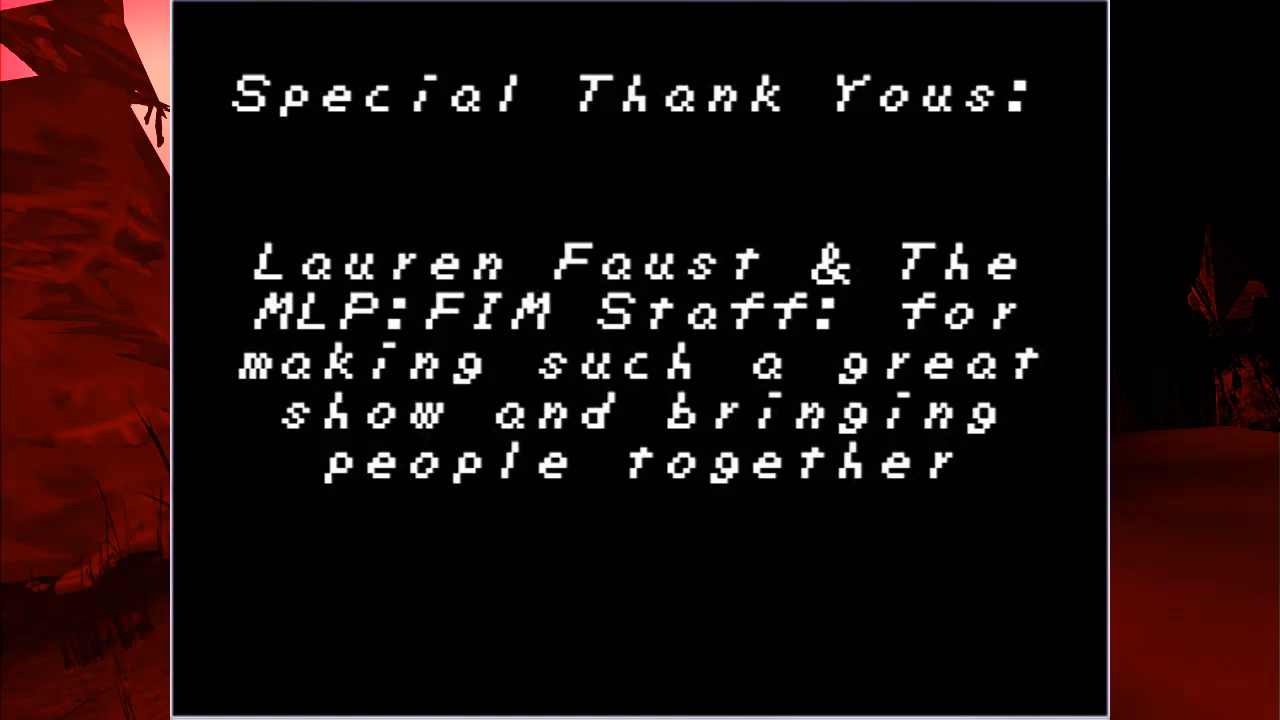 Special Thank Yous:
Lauren Faust & The
MLP:FIM Staff: for
making such a great
show and bringing
people together